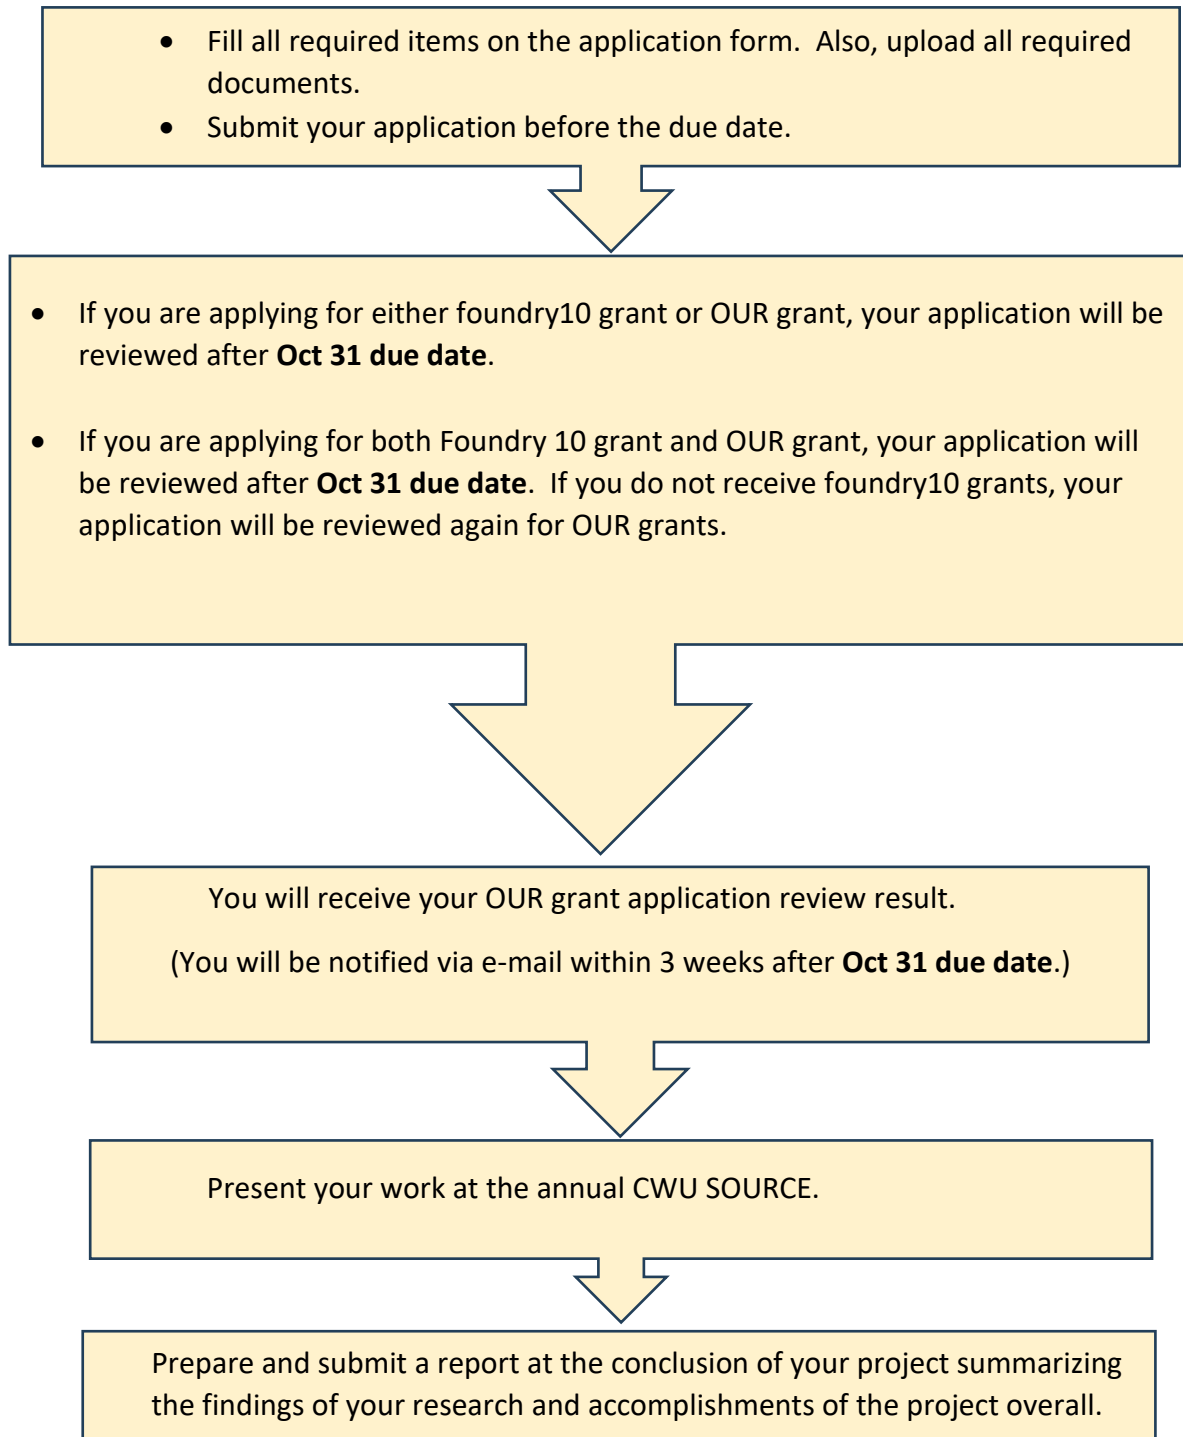 • Fill all required items on the application form.  Also, upload all required
documents.
• Submit your application before the due date.
• If you are applying for either foundry10 grant or OUR grant, your application will be
reviewed after Oct 31 due date.
• If you are applying for both Foundry 10 grant and OUR grant, your application will
be reviewed after Oct 31 due date.  If you do not receive foundry10 grants, your
application will be reviewed again for OUR grants.
You will receive your OUR grant application review result.
(You will be notified via e-mail within 3 weeks after Oct 31 due date.)
Present your work at the annual CWU SOURCE.
Prepare and submit a report at the conclusion of your project summarizing
the findings of your research and accomplishments of the project overall.